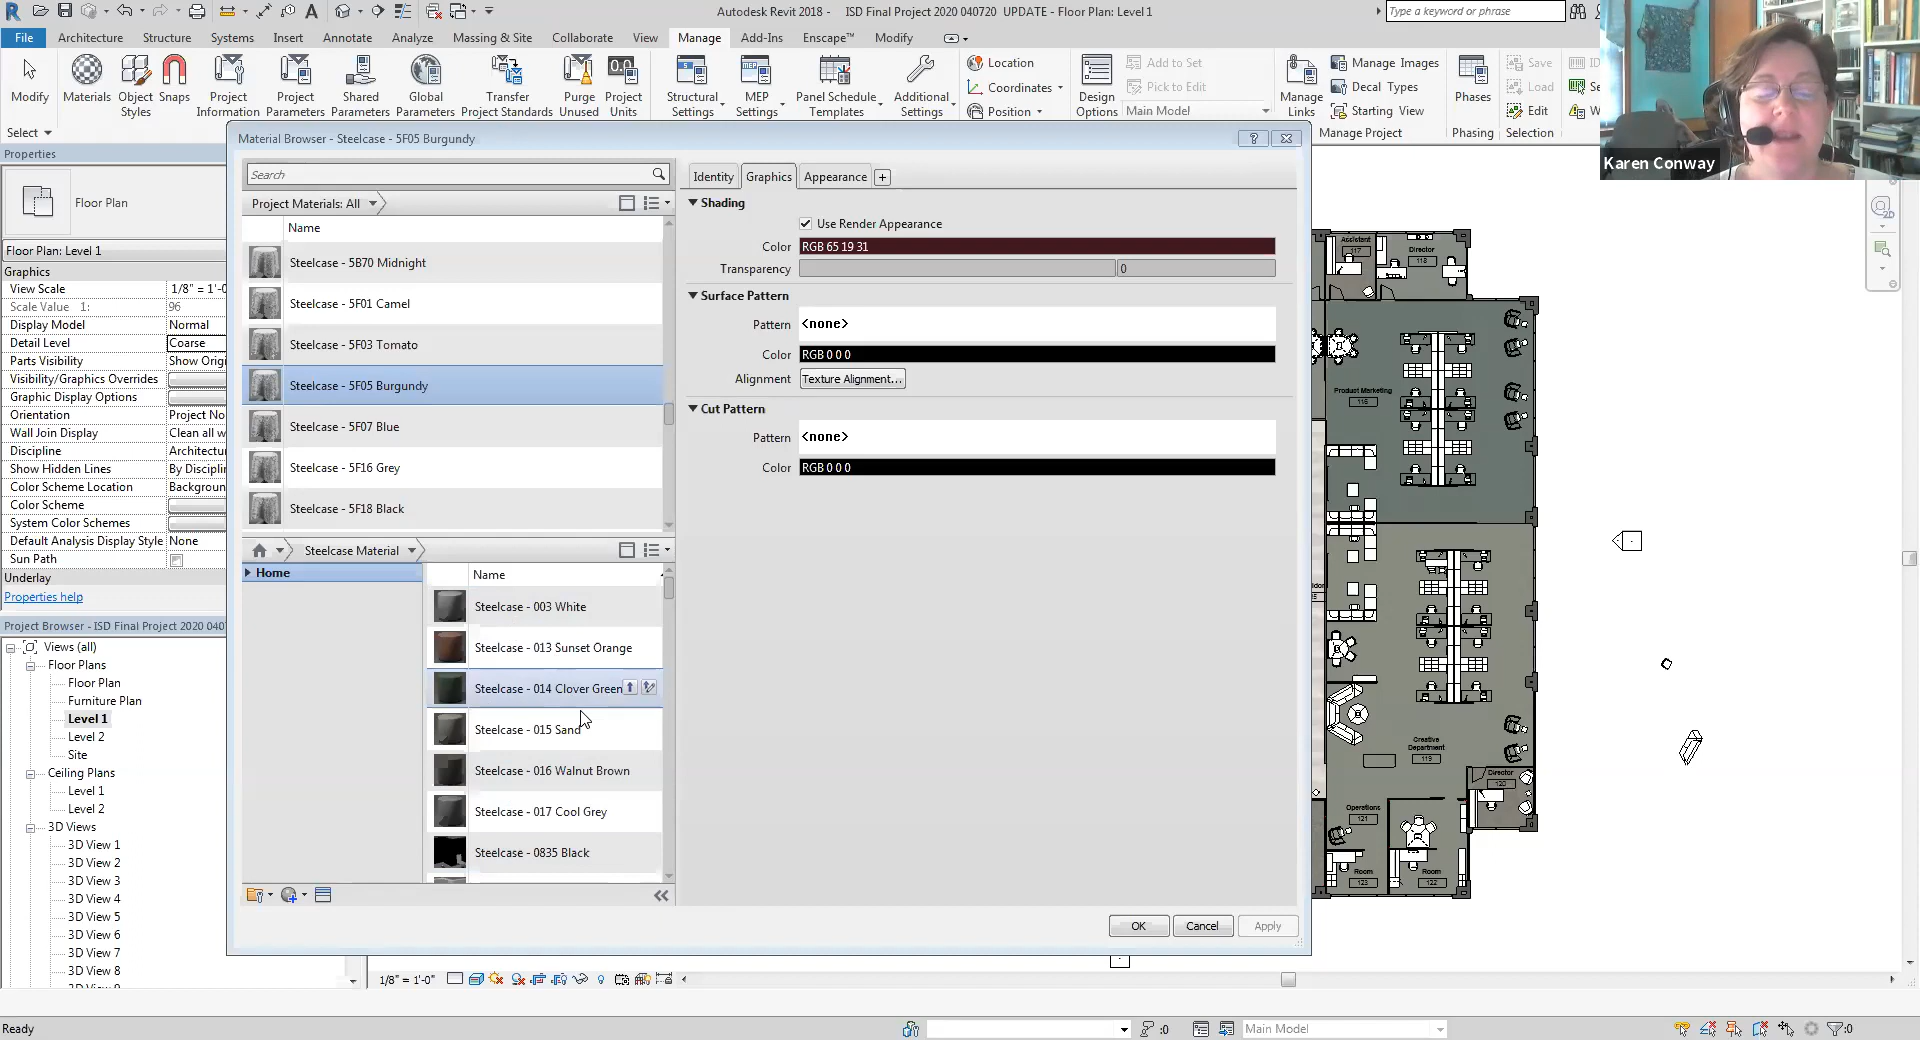 Autodesk Revit 2018 -     ISD Final Project 2020 040720  UPDATE - Floor Plan: Level 1
Type a keyword or phrase
File Architecture Structure Systems Insert Annotate Analyze Massing & Site Collaborate View Manage Add-Ins Enscape™ Modify
Modify
Materials
Object Styles
Snaps
Project Information
Project Parameters
Shared Parameters
Global Parameters
Transfer Project Standards
Purge Unused
Project Units
Structural Settings
MEP Settings
Panel Schedule Templates
Additional Settings
Location
Coordinates
Position
Design Options
Add to Set
Pick to Edit
Main Model
Manage Links
Manage Images
Decal Types
Starting View
Phases
Save
Load
Edit
Select
Manage Project
Phasing
Selection
Karen Conway
Properties
Floor Plan
Floor Plan: Level 1
Graphics
View Scale 1/8" = 1'-0
Scale Value 1: 96
Display Model Normal
Detail Level Coarse
Parts Visibility Show Origi
Visibility/Graphics Overrides
Graphic Display Options
Orientation Project No
Wall Join Display Clean all w
Discipline Architectu
Show Hidden Lines By Disciplin
Color Scheme Location Backgroun
Color Scheme
System Color Schemes
Default Analysis Display Style None
Sun Path
Underlay
Properties help
Project Browser - ISD Final Project 2020 040
Views (all)
Floor Plans
Floor Plan
Furniture Plan
Level 1
Level 2
Site
Ceiling Plans
Level 1
Level 2
3D Views
3D View 1
3D View 2
3D View 3
3D View 4
3D View 5
3D View 6
3D View 7
3D View 8
Material Browser - Steelcase - 5F05 Burgundy
Search
Project Materials: All
Name
Steelcase - 5B70 Midnight
Steelcase - 5F01 Camel
Steelcase - 5F03 Tomato
Steelcase - 5F05 Burgundy
Steelcase - 5F07 Blue
Steelcase - 5F16 Grey
Steelcase - 5F18 Black
Steelcase Material
Home
Name
Steelcase - 003 White
Steelcase - 013 Sunset Orange
Steelcase - 014 Clover Green
Steelcase - 015 Sand
Steelcase - 016 Walnut Brown
Steelcase - 017 Cool Grey
Steelcase - 0835 Black
Identity Graphics Appearance
Shading
Use Render Appearance
Color RGB 65 19 31
Transparency 0
Surface Pattern
Pattern <none>
Color RGB 0 0 0
Alignment Texture Alignment...
Cut Pattern
Pattern <none>
Color RGB 0 0 0
OK Cancel Apply
Assistant
117
Director
118
Product Marketing
116
Creative Department
119
Director
120
Operations
121
Room
123
Room
122
1/8" = 1'-0"
Ready
:0
Main Model
:0